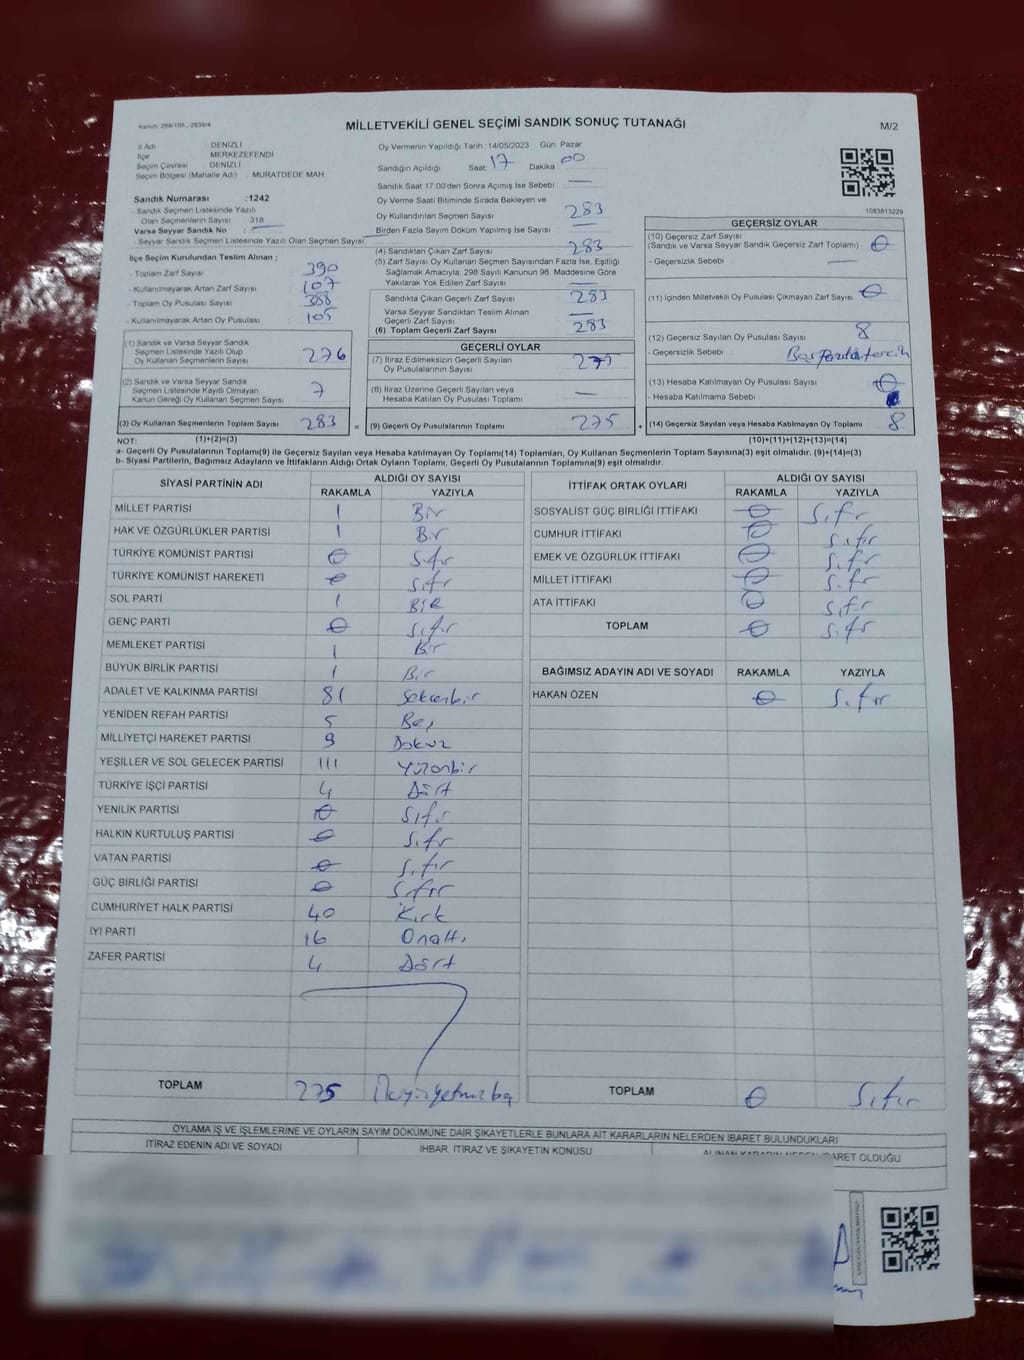 Kanun: 298/105 , 2839/4
MİLLETVEKİLİ GENEL SEÇİMİ SANDIK SONUÇ TUTANAĞI
M/2
İl Adı : DENİZLİ
İlçe : MERKEZEFENDİ
Seçim Çevresi : DENİZLİ
Seçim Bölgesi (Mahalle Adı) : MURATDEDE MAH.
Sandık Numarası :1242
- Sandık Seçmen Listesinde Yazılı
Olan Seçmenlerin Sayısı : 318
Varsa Seyyar Sandık No : —
- Seyyar Sandık Seçmen Listesinde Yazılı Olan Seçmen Sayısı
İlçe Seçim Kurulundan Teslim Alınan ;
- Toplam Zarf Sayısı 390
- Kullanılmayarak Artan Zarf Sayısı 107
- Toplam Oy Pusulası Sayısı 388
- Kullanılmayarak Artan Oy Pusulası 105
(1) Sandık ve Varsa Seyyar Sandık
Seçmen Listesinde Yazılı Olup
Oy Kullanan Seçmenlerin Sayısı 276
(2) Sandık ve Varsa Seyyar Sandık
Seçmen Listesinde Kayıtlı Olmayan
Kanun Gereği Oy Kullanan Seçmen Sayısı 7
(3) Oy Kullanan Seçmenlerin Toplam Sayısı 283 =
Oy Vermenin Yapıldığı Tarih :14/05/2023 Gün: Pazar
Sandığın Açıldığı Saat 17 Dakika 00
Sandık Saat 17:00'den Sonra Açılmış İse Sebebi —
Oy Verme Saati Bitiminde Sırada Bekleyen ve
Oy Kullandırılan Seçmen Sayısı 283
Birden Fazla Sayım Döküm Yapılmış İse Sayısı —
(4) Sandıktan Çıkan Zarf Sayısı 283
(5) Zarf Sayısı Oy Kullanan Seçmen Sayısından Fazla İse, Eşitliği
Sağlamak Amacıyla, 298 Sayılı Kanunun 98. Maddesine Göre
Yakılarak Yok Edilen Zarf Sayısı —
Sandıkta Çıkan Geçerli Zarf Sayısı 283
Varsa Seyyar Sandıktan Teslim Alınan
Geçerli Zarf Sayısı —
(6) Toplam Geçerli Zarf Sayısı 283
GEÇERLİ OYLAR
(7) İtiraz Edilmeksizin Geçerli Sayılan
Oy Pusulalarının Sayısı 275
(8) İtiraz Üzerine Geçerli Sayılan veya
Hesaba Katılan Oy Pusulası Toplamı —
(9) Geçerli Oy Pusulalarının Toplamı 275 +
1083813229
GEÇERSİZ OYLAR
(10) Geçersiz Zarf Sayısı
(Sandık ve Varsa Seyyar Sandık Geçersiz Zarf Toplamı) 0
- Geçersizlik Sebebi : —
(11) İçinden Milletvekili Oy Pusulası Çıkmayan Zarf Sayısı 0
(12) Geçersiz Sayılan Oy Pusulası Sayısı 8
- Geçersizlik Sebebi : Boş
(13) Hesaba Katılmayan Oy Pusulası Sayısı 0
- Hesaba Katılmama Sebebi :
(14) Geçersiz Sayılan veya Hesaba Katılmayan Oy Toplamı 8
NOT: (1)+(2)=(3) (10)+(11)+(12)+(13)=(14)
a- Geçerli Oy Pusulasının Toplamı(9) ile Geçersiz Sayılan veya Hesaba katılmayan Oy Toplamı(14) Toplamları, Oy Kullanan Seçmenlerin Toplam Sayısına(3) eşit olmalıdır. (9)+(14)=(3)
b- Siyasi Partilerin, Bağımsız Adayların ve İttifakların Aldığı Ortak Oyların Toplamı, Geçerli Oy Pusulalarının Toplamına(9) eşit olmalıdır.
SİYASİ PARTİNİN ADI ALDIĞI OY SAYISI
RAKAMLA YAZIYLA
MİLLET PARTİSİ 1 Bir
HAK VE ÖZGÜRLÜKLER PARTİSİ 1 Bir
TÜRKİYE KOMÜNİST PARTİSİ 0 Sıfır
TÜRKİYE KOMÜNİST HAREKETİ 0 Sıfır
SOL PARTİ 1 BİR
GENÇ PARTİ 0 Sıfır
MEMLEKET PARTİSİ 1 Bir
BÜYÜK BİRLİK PARTİSİ 1 Bir
ADALET VE KALKINMA PARTİSİ 81 Seksenbir
YENİDEN REFAH PARTİSİ 5 Beş
MİLLİYETÇİ HAREKET PARTİSİ 9 Dokuz
YEŞİLLER VE SOL GELECEK PARTİSİ 111 Yüzonbir
TÜRKİYE İŞÇİ PARTİSİ 4 Dört
YENİLİK PARTİSİ 0 Sıfır
HALKIN KURTULUŞ PARTİSİ 0 Sıfır
VATAN PARTİSİ 0 Sıfır
GÜÇ BİRLİĞİ PARTİSİ 0 Sıfır
CUMHURİYET HALK PARTİSİ 40 Kırk
İYİ PARTİ 16 Onaltı
ZAFER PARTİSİ 4 Dört
TOPLAM 275
İTTİFAK ORTAK OYLARI ALDIĞI OY SAYISI
RAKAMLA YAZIYLA
SOSYALİST GÜÇ BİRLİĞİ İTTİFAKI 0 Sıfır
CUMHUR İTTİFAKI 0 Sıfır
EMEK VE ÖZGÜRLÜK İTTİFAKI 0 Sıfır
MİLLET İTTİFAKI 0 Sıfır
ATA İTTİFAKI 0 Sıfır
TOPLAM 0 Sıfır
BAĞIMSIZ ADAYIN ADI VE SOYADI RAKAMLA YAZIYLA
HAKAN ÖZEN 0 Sıfır
TOPLAM 0 Sıfır
OYLAMA İŞ VE İŞLEMLERİNE VE OYLARIN SAYIM DÖKÜMÜNE DAİR ŞİKAYETLERLE BUNLARA AİT KARARLARIN NELERDEN İBARET BULUNDUKLARI
İTİRAZ EDENİN ADI VE SOYADI İHBAR, İTİRAZ VE ŞİKAYETİN KONUSU ALINAN KARARIN NEDEN İBARET OLDUĞU